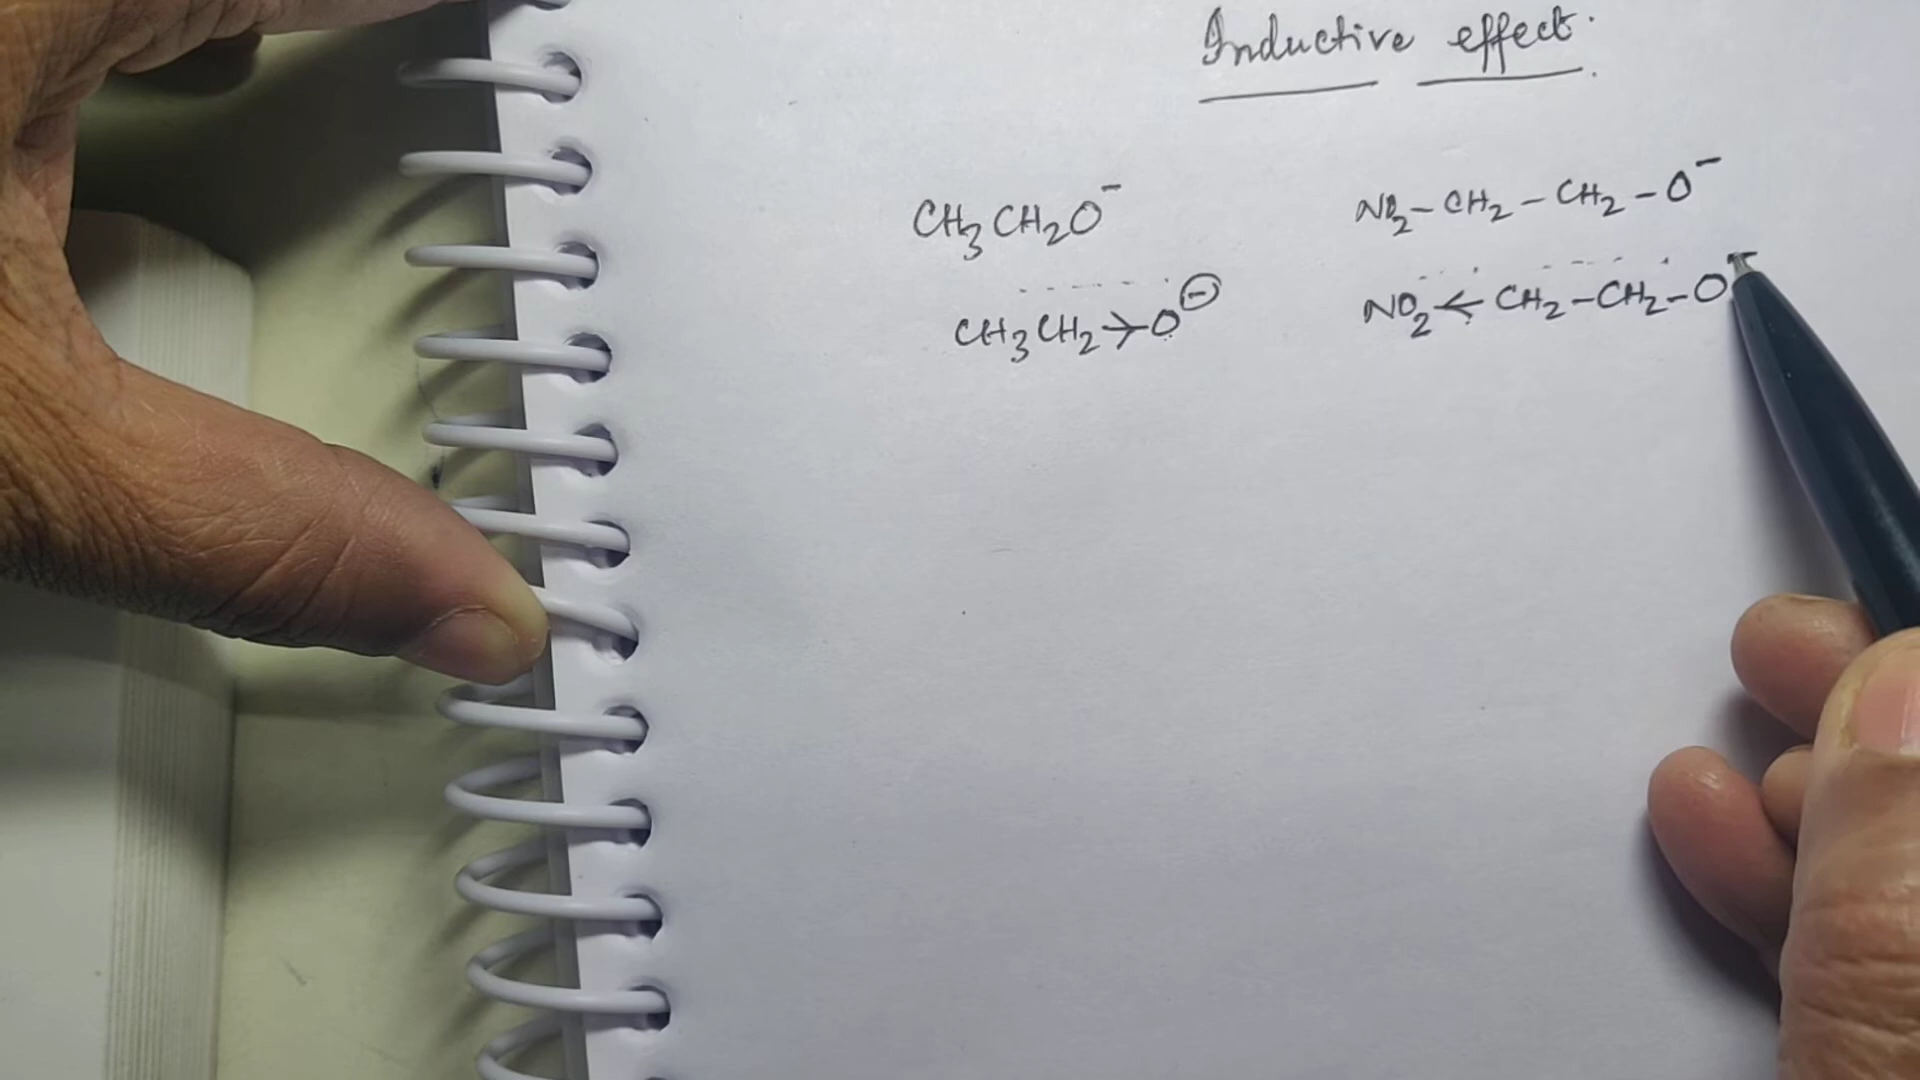 Inductive effect.
CH₃CH₂O⁻ NO₂-CH₂-CH₂-O⁻
CH₃CH₂→O⊖ NO₂←CH₂-CH₂-O⁻